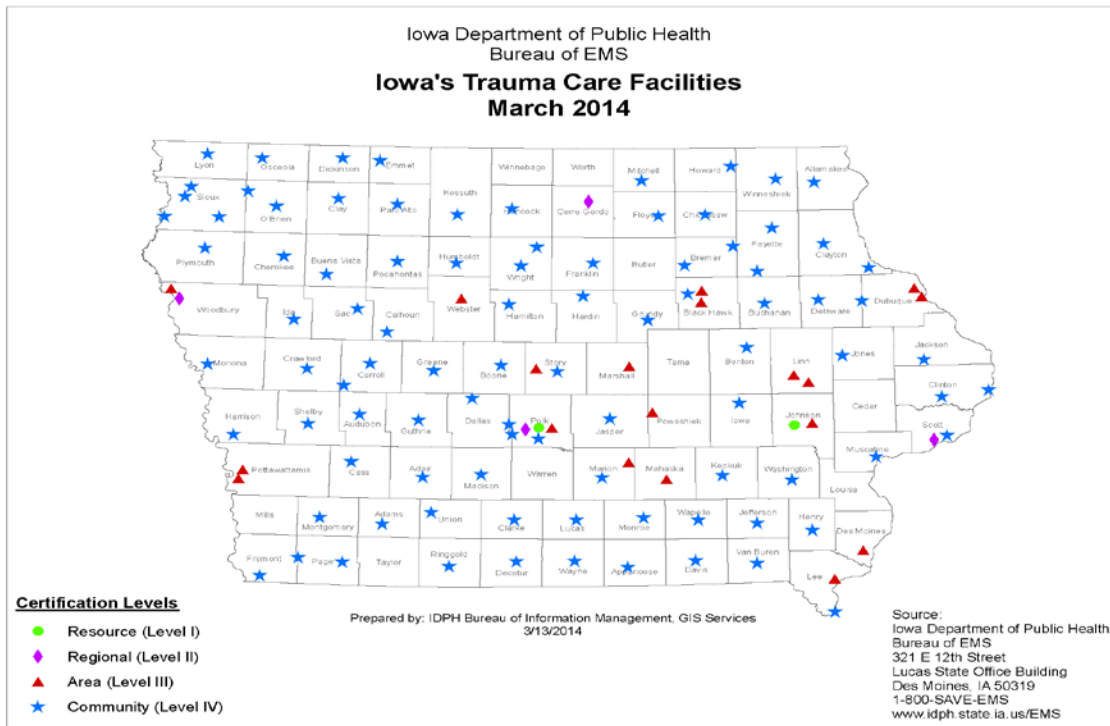 Iowa Department of Public Health
Bureau of EMS
Iowa's Trauma Care Facilities
March 2014
Lyon
Osceola
Dickinson
Emmet
Winnebago
Worth
Mitchell
Howard
Winneshiek
Allamakee
Sioux
O'Brien
Clay
Palo Alto
Kossuth
Hancock
Cerro Gordo
Floyd
Chickasaw
Fayette
Clayton
Plymouth
Cherokee
Buena Vista
Pocahontas
Humboldt
Wright
Franklin
Butler
Bremer
Woodbury
Ida
Sac
Calhoun
Webster
Hamilton
Hardin
Grundy
Black Hawk
Buchanan
Delaware
Dubuque
Monona
Crawford
Carroll
Greene
Boone
Story
Marshall
Tama
Benton
Linn
Jones
Jackson
Clinton
Harrison
Shelby
Audubon
Guthrie
Dallas
Polk
Jasper
Powashiek
Iowa
Johnson
Ceder
Scott
Muscatine
Pottawattamie
Cass
Adair
Madison
Warren
Marion
Mahaska
Keokuk
Washington
Louisa
Mills
Montgomery
Adams
Union
Clarke
Lucas
Monroe
Wapello
Jefferson
Henry
Des Moines
Fremont
Page
Taylor
Ringgold
Decatur
Wayne
Appanoose
Davis
Van Buren
Lee
Certification Levels
Resource (Level I)
Regional (Level II)
Area (Level III)
Community (Level IV)
Prepared by: IDPH Bureau of Information Management, GIS Services
3/13/2014
Source:
Iowa Department of Public Health
Bureau of EMS
321 E 12th Street
Lucas State Office Building
Des Moines, IA 50319
1-800-SAVE-EMS
www.idph.state.ia.us/EMS